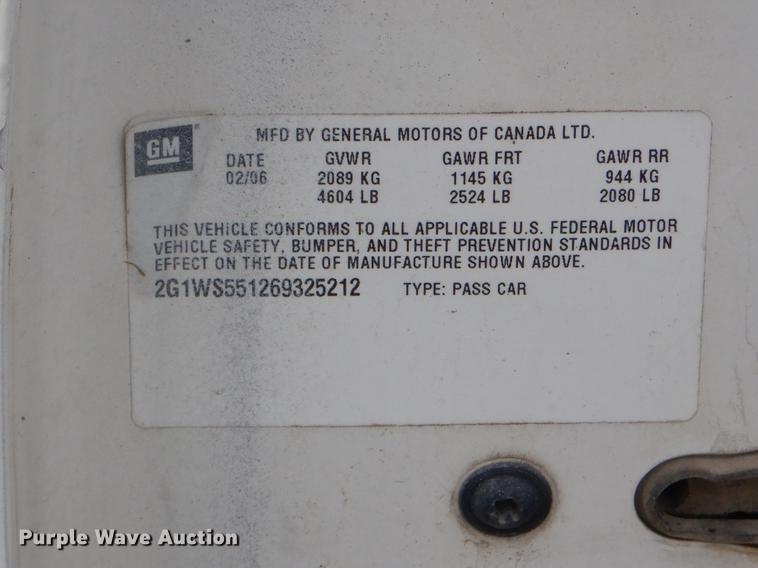 GM
MFD BY GENERAL MOTORS OF CANADA LTD.
DATE GVWR GAWR FRT GAWR RR
02/06 2089 KG 1145 KG 944 KG
4604 LB 2524 LB 2080 LB
THIS VEHICLE CONFORMS TO ALL APPLICABLE U.S. FEDERAL MOTOR
VEHICLE SAFETY, BUMPER, AND THEFT PREVENTION STANDARDS IN
EFFECT ON THE DATE OF MANUFACTURE SHOWN ABOVE.
2G1WS551269325212 TYPE: PASS CAR
Purple Wave Auction